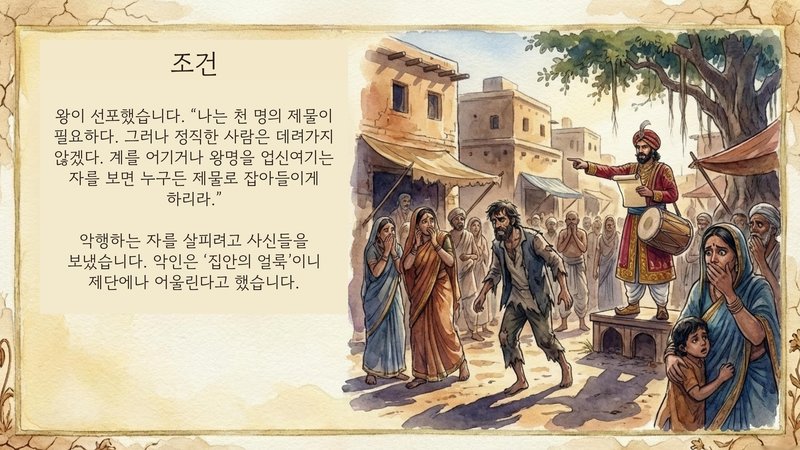 조건
왕이 선포했습니다. “나는 천 명의 제물이
필요하다. 그러나 정직한 사람은 데려가지
않겠다. 계를 어기거나 왕명을 업신여기는
자를 보면 누구든 제물로 잡아들이게
하리라.”
악행하는 자를 살피려고 사신들을
보냈습니다. 악인은 ‘집안의 얼룩’이니
제단에나 어울린다고 했습니다.